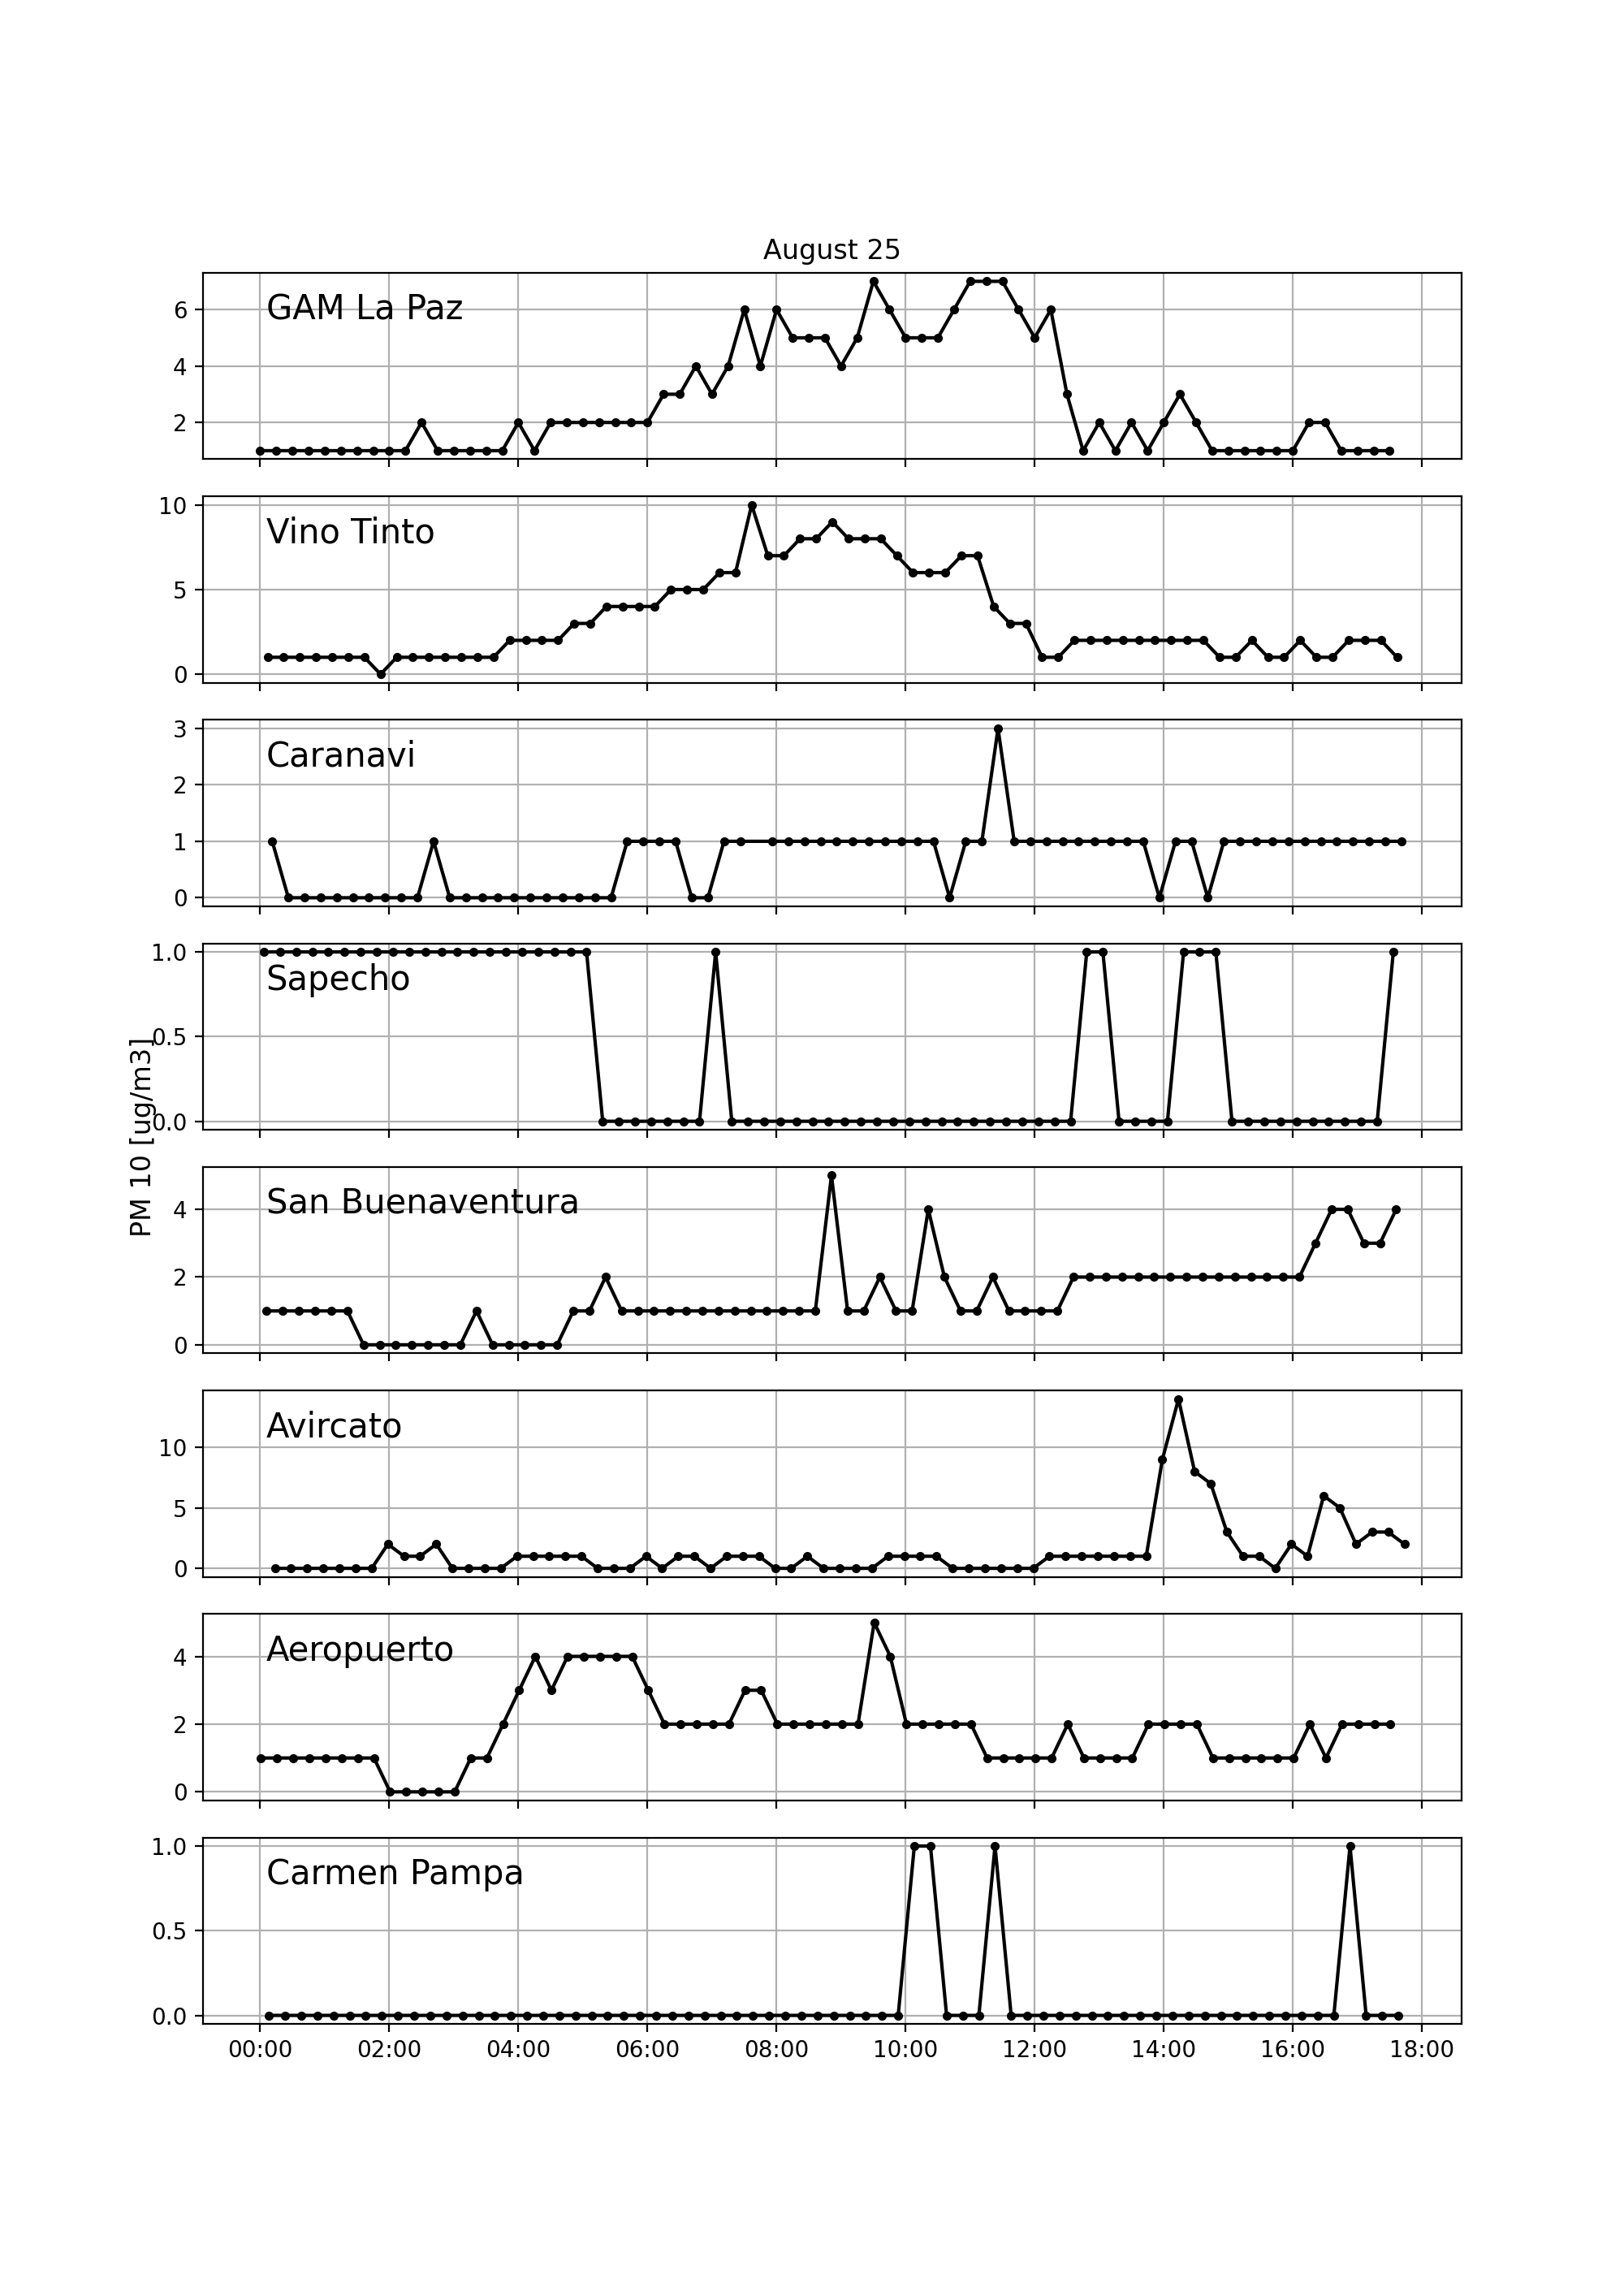 August 25
GAM La Paz
6
4
2
Vino Tinto
10
5
0
Caranavi
3
2
1
0
Sapecho
1.0
0.5
0.0
PM 10 [ug/m3]
San Buenaventura
4
2
0
Avircato
10
5
0
Aeropuerto
4
2
0
Carmen Pampa
1.0
0.5
0.0
00:00 02:00 04:00 06:00 08:00 10:00 12:00 14:00 16:00 18:00